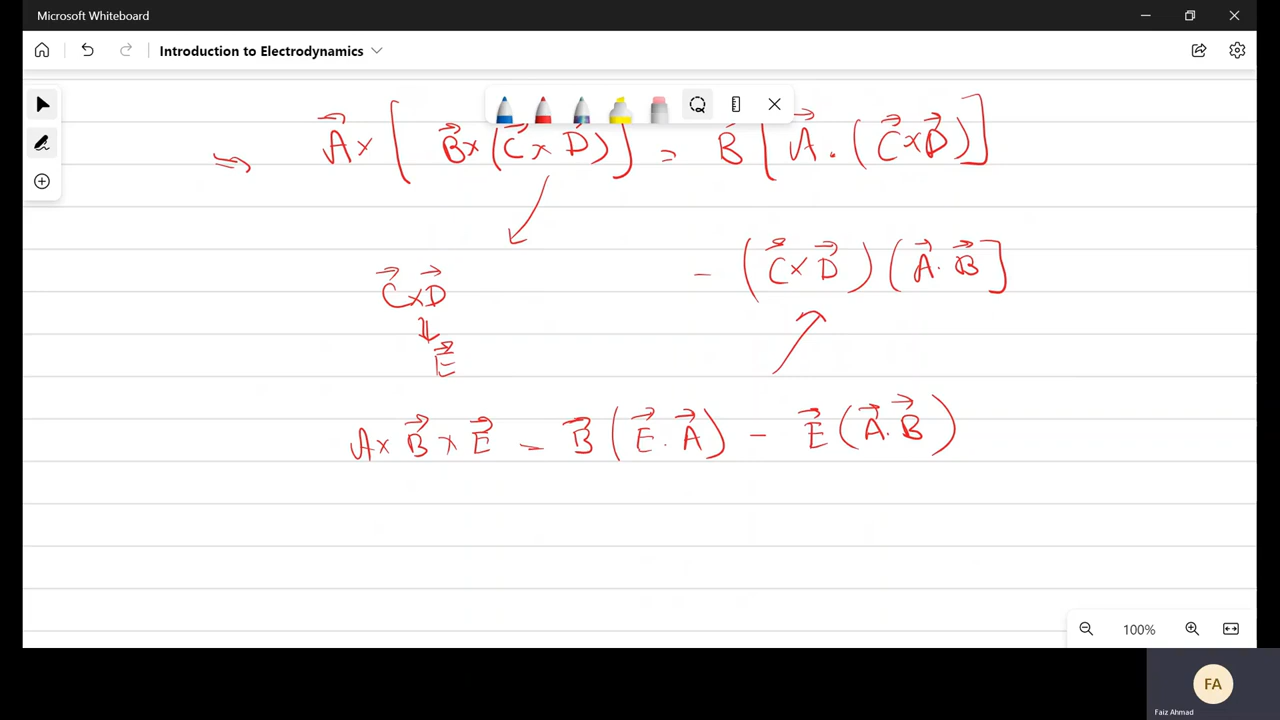 Microsoft Whiteboard
Introduction to Electrodynamics
⇒ A⃗ × [ B⃗ × (C⃗ × D⃗) ] = B⃗ [ A⃗ . (C⃗ × D⃗) ]
- (C⃗ × D⃗) (A⃗ . B⃗ ]
C⃗ × D⃗
⇓
E⃗
A × B⃗ × E⃗ = B⃗ (E⃗ . A⃗) - E⃗ (A⃗ . B⃗)
100%
FA
Faiz Ahmad